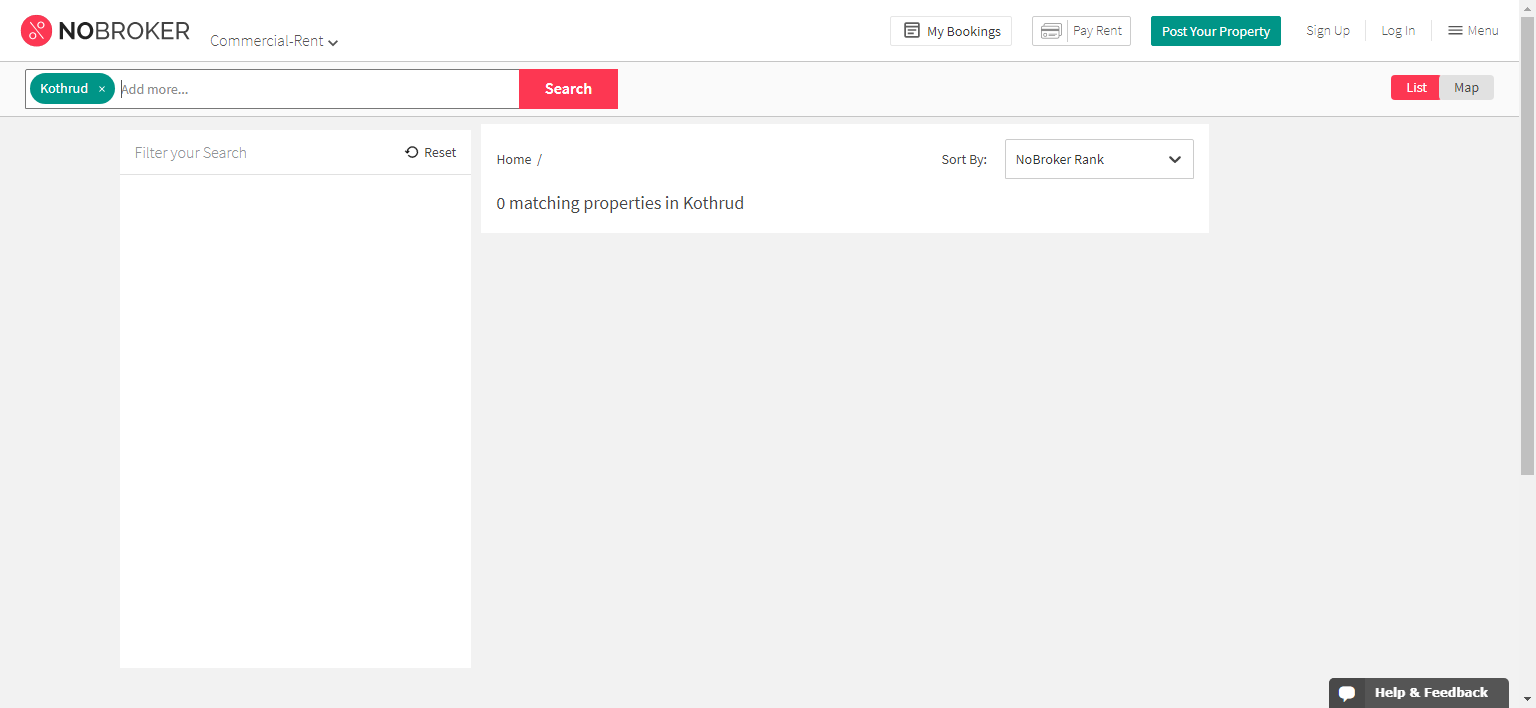 NOBROKER
Commercial-Rent
My Bookings
Pay Rent
Post Your Property
Sign Up
Log In
Menu
Kothrud ×
Add more...
Search
List
Map
Filter your Search
Reset
Home /
Sort By:
NoBroker Rank
0 matching properties in Kothrud
Help & Feedback